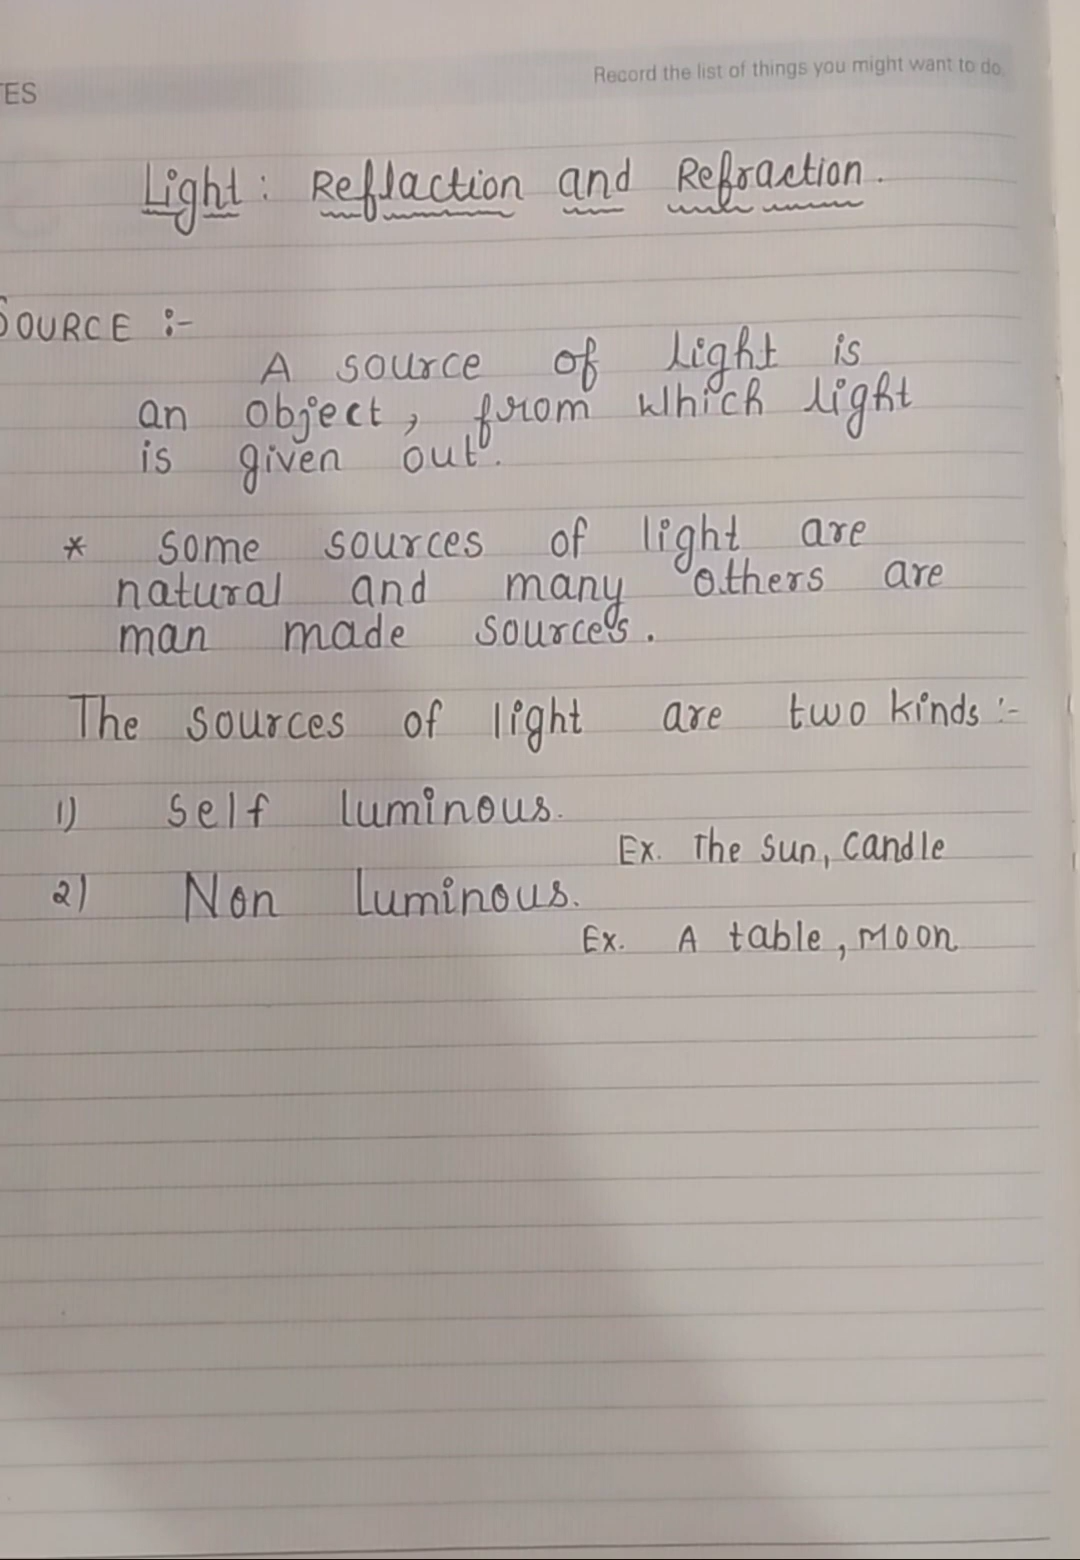 TES
Record the list of things you might want to do.
Light : Reflaction and Refraction.
SOURCE :-
A source of light is
an object, from which light
is given out.
* some sources of light are
natural and many others are
man made sources.
The sources of light are two kinds :-
1) Self luminous.
Ex. The Sun, Candle
2) Non luminous.
Ex. A table, Moon